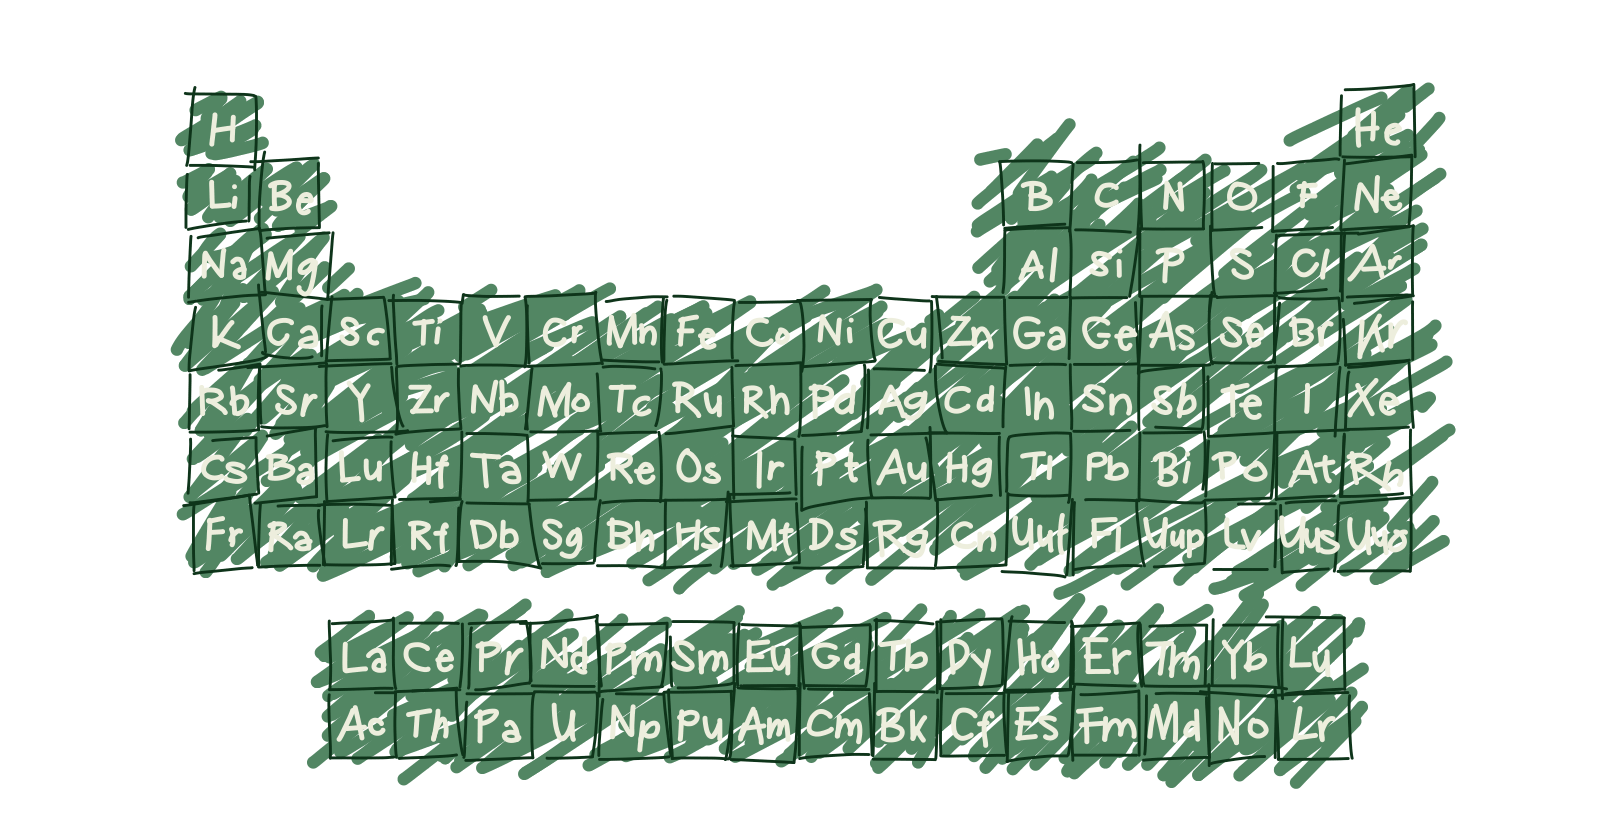 H He
Li Be B C N O F Ne
Na Mg Al Si P S Cl Ar
K Ca Sc Ti V Cr Mn Fe Co Ni Cu Zn Ga Ge As Se Br Kr
Rb Sr Y Zr Nb Mo Tc Ru Rh Pd Ag Cd In Sn Sb Te I Xe
Cs Ba Lu Hf Ta W Re Os Ir Pt Au Hg Tl Pb Bi Po At Rn
Fr Ra Lr Rf Db Sg Bh Hs Mt Ds Rg Cn Uut Fl Uup Lv Uus Uuo
La Ce Pr Nd Pm Sm Eu Gd Tb Dy Ho Er Tm Yb Lu
Ac Th Pa U Np Pu Am Cm Bk Cf Es Fm Md No Lr